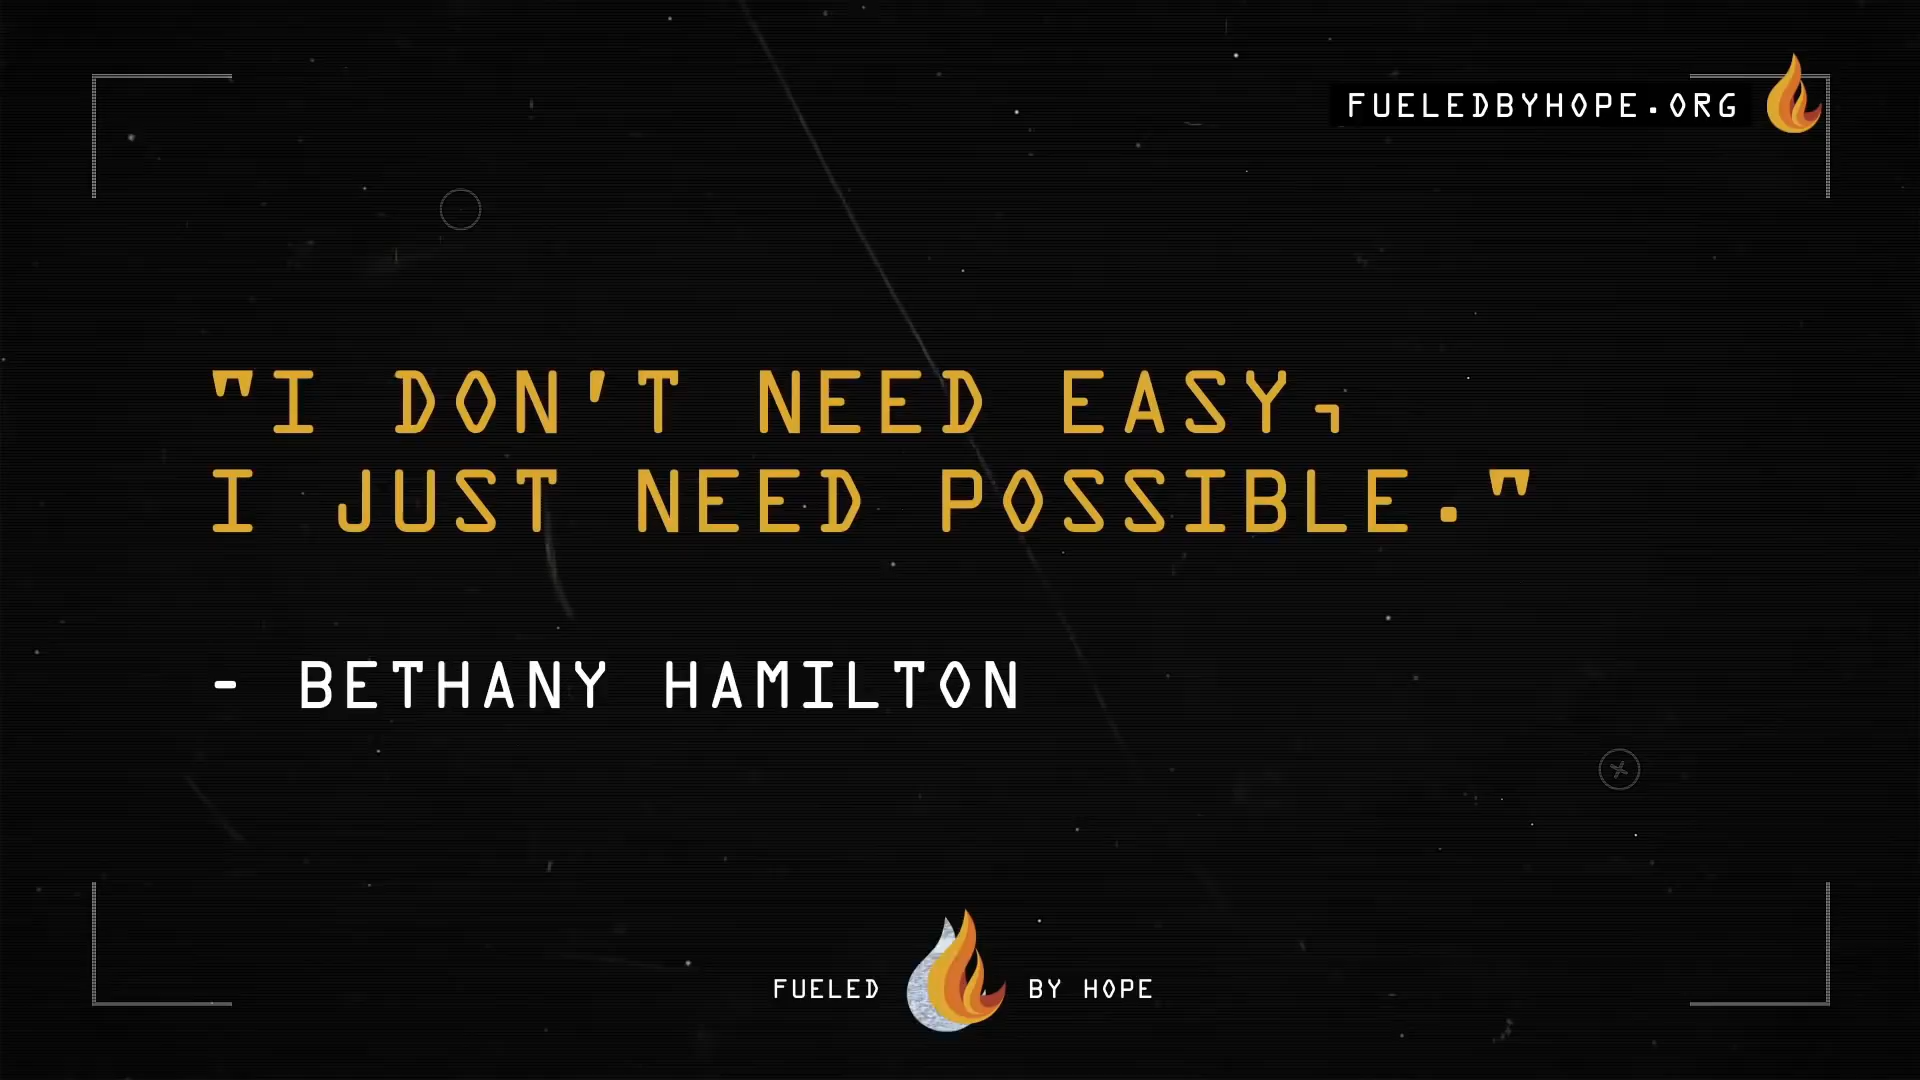 FUELEDBYHOPE.ORG
"I DON'T NEED EASY,
I JUST NEED POSSIBLE."
- BETHANY HAMILTON
FUELED BY HOPE